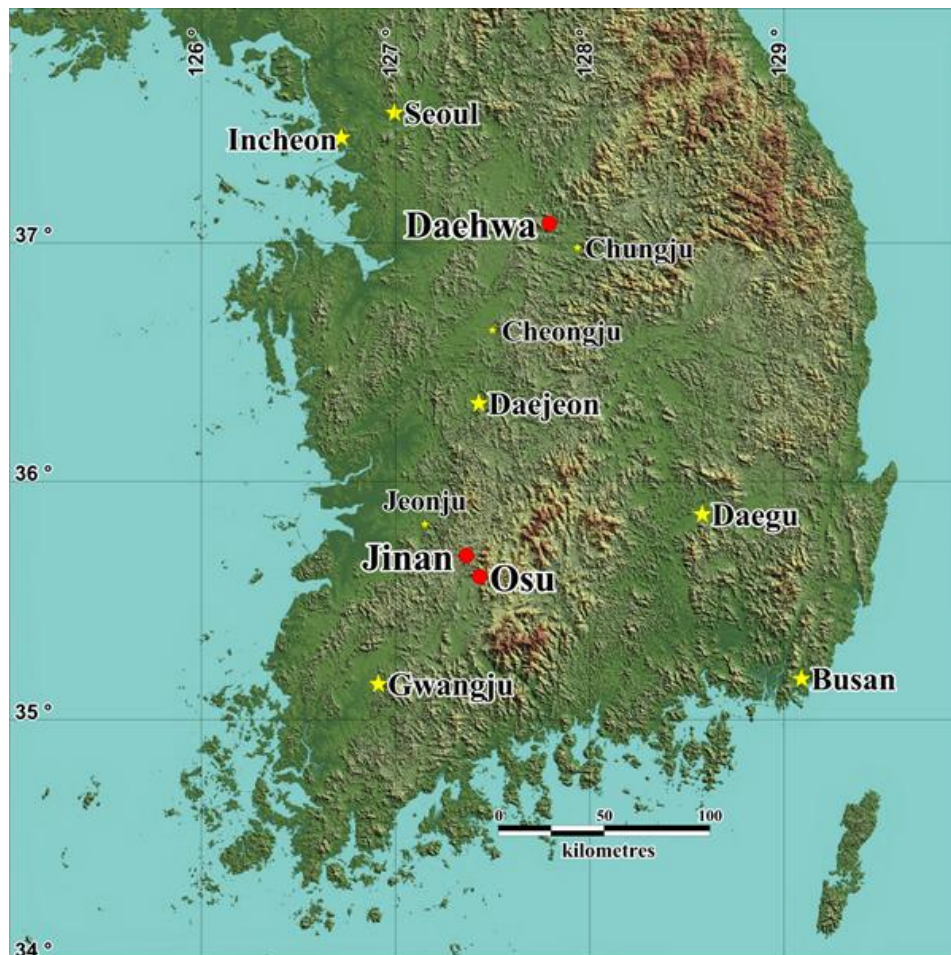 126 °
127 °
128 °
129 °
Seoul
Incheon
Daehwa
37 °
Chungju
Cheongju
Daejeon
36 °
Jeonju
Daegu
Jinan
Osu
Gwangju
Busan
35 °
0 50 100
kilometres
34 °